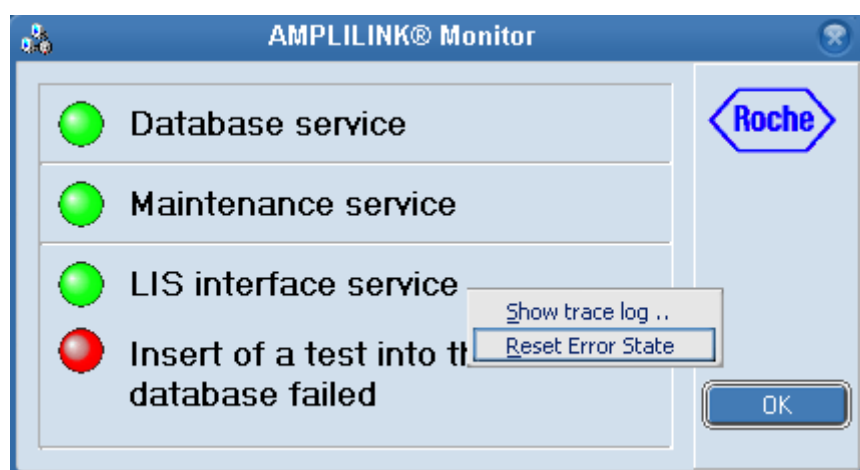 AMPLILINK® Monitor
Database service
Roche
Maintenance service
LIS interface service
Show trace log ..
Reset Error State
Insert of a test into th
database failed
OK